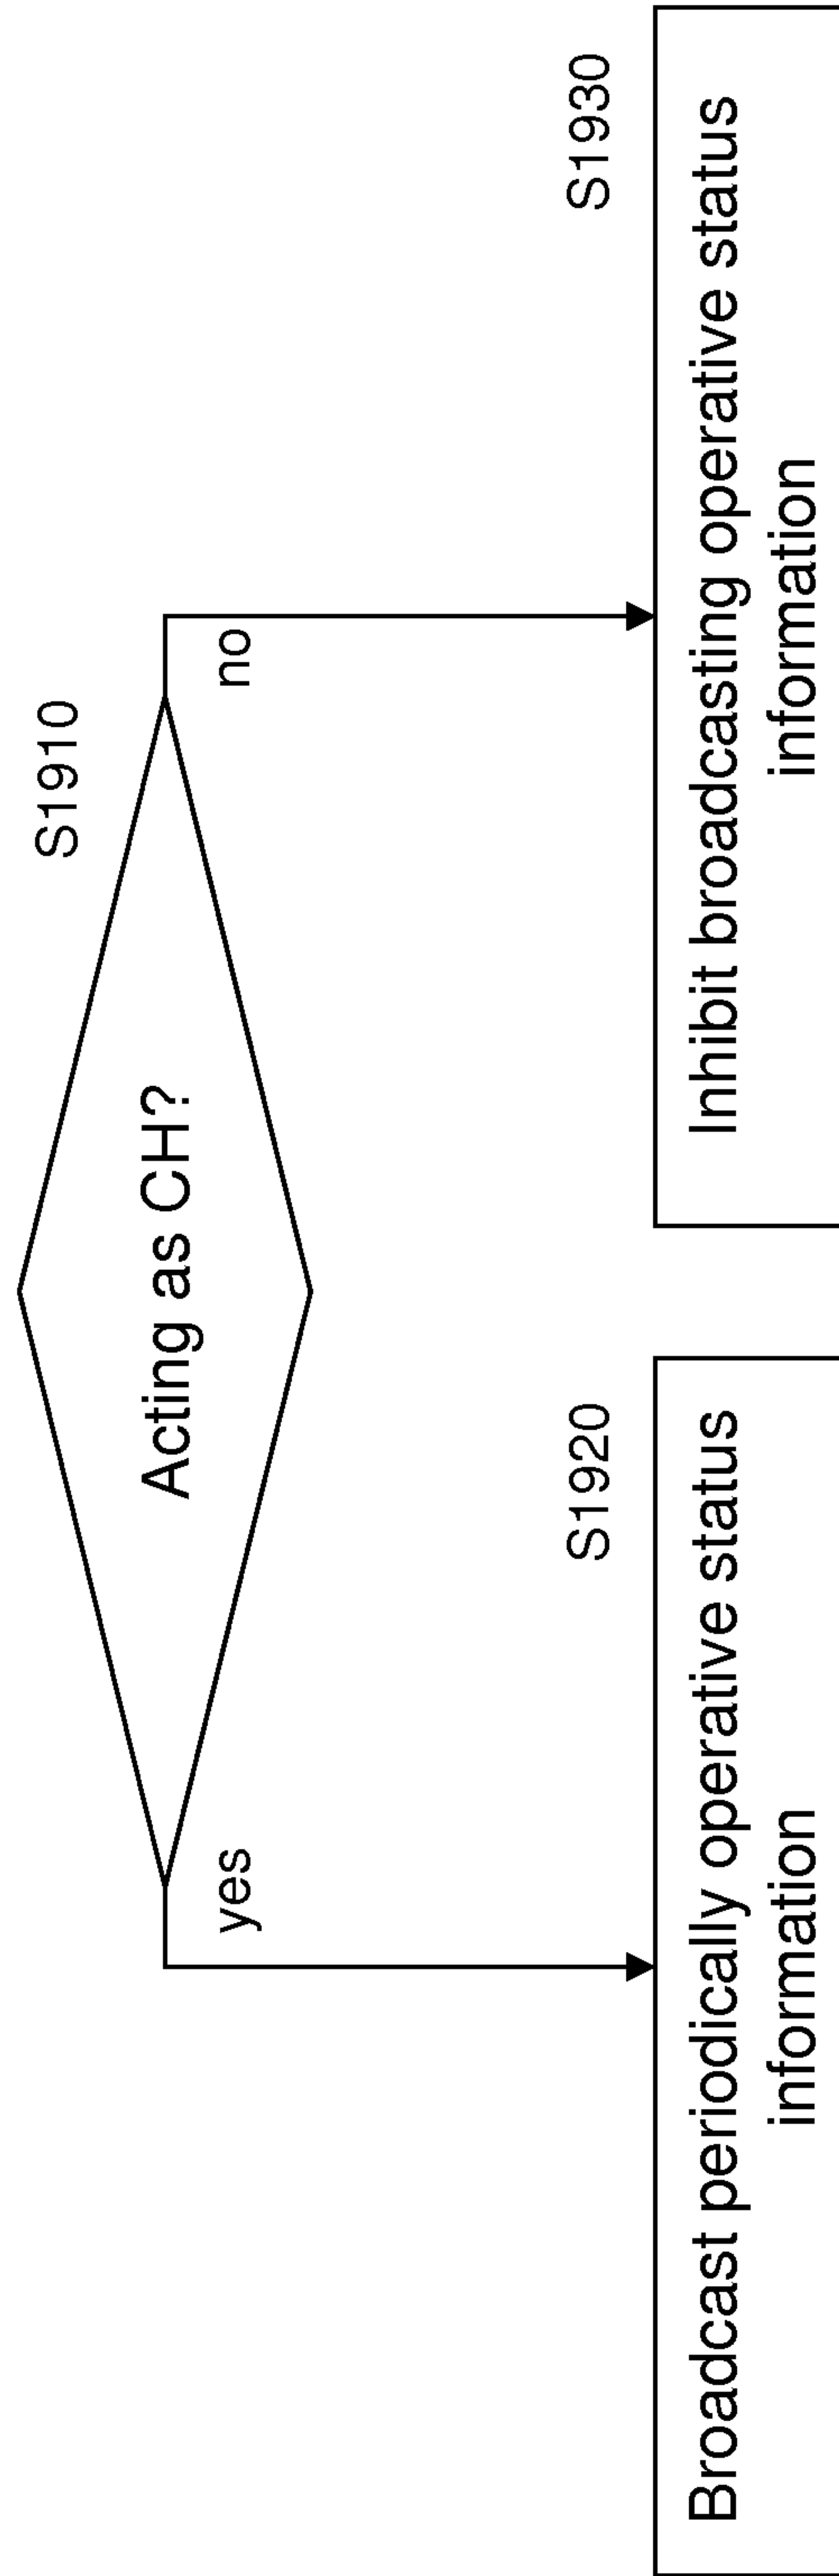 S1910
Acting as CH?
yes
no
S1920
Broadcast periodically operative status
information
S1930
Inhibit broadcasting operative status
information